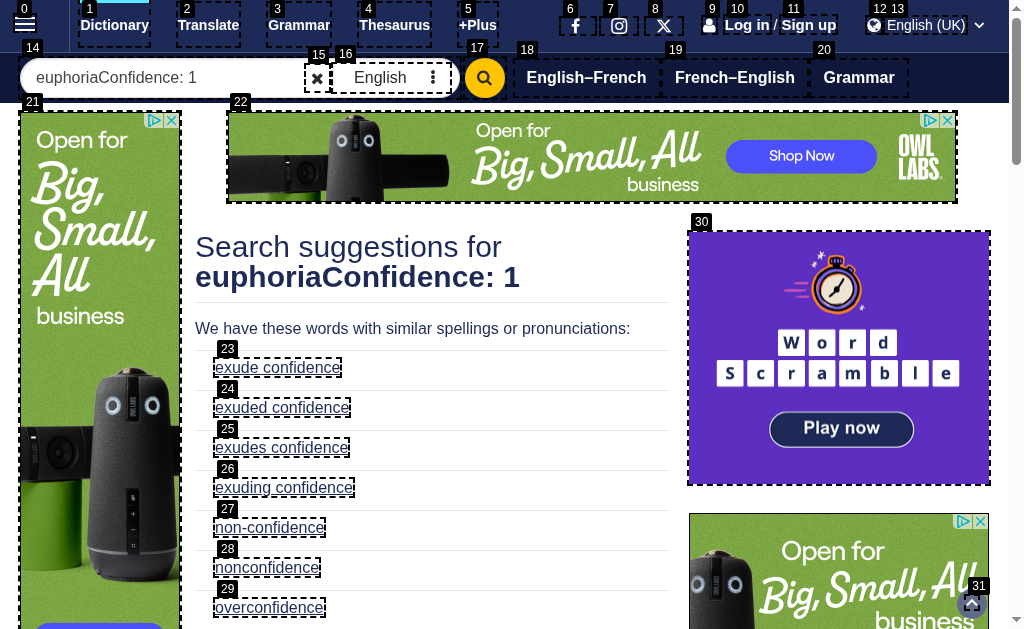 0 1 2 3 4 5 6 7 8 9 10 11 12 13
Dictionary Translate Grammar Thesaurus +Plus Log in / Sign up English (UK)
14 15 16 17 18 19 20
euphoriaConfidence: 1 English English–French French–English Grammar
21 22
Open for
Big,
Small,
All
business
Open for
Big, Small, All
business
Shop Now
OWL
LABS
Search suggestions for
euphoriaConfidence: 1
We have these words with similar spellings or pronunciations:
23
exude confidence
24
exuded confidence
25
exudes confidence
26
exuding confidence
27
non-confidence
28
nonconfidence
29
overconfidence
30
Word
Scramble
Play now
Open for
Big, Small, All
business
31